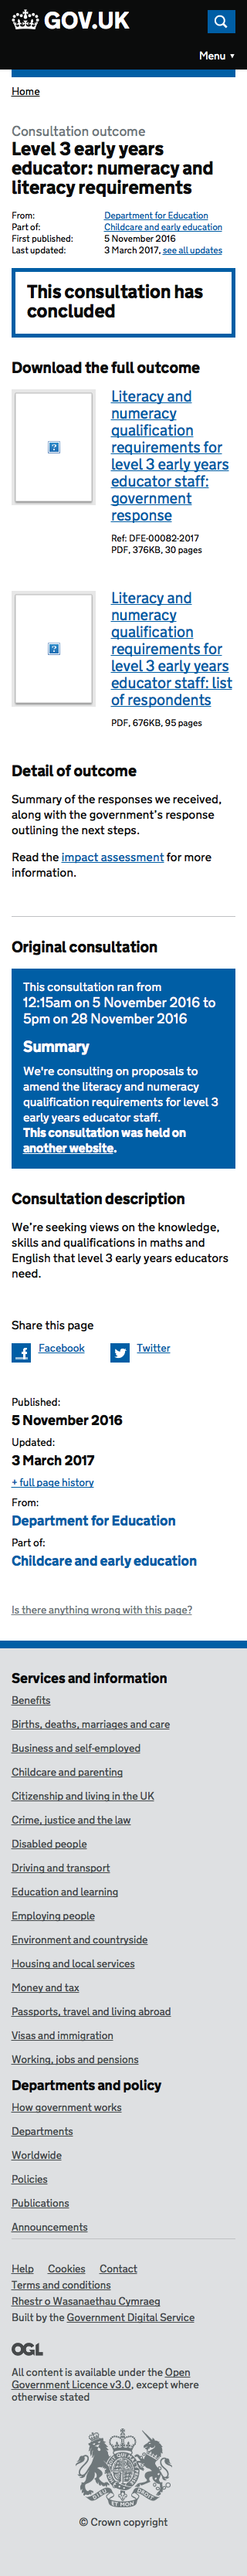 GOV.UK
Menu ▼
Home
Consultation outcome
Level 3 early years
educator: numeracy and
literacy requirements
From: Department for Education
Part of: Childcare and early education
First published: 5 November 2016
Last updated: 3 March 2017, see all updates
This consultation has
concluded
Download the full outcome
Literacy and
numeracy
qualification
requirements for
level 3 early years
educator staff:
government
response
Ref: DFE-00082-2017
PDF, 376KB, 30 pages
Literacy and
numeracy
qualification
requirements for
level 3 early years
educator staff: list
of respondents
PDF, 676KB, 95 pages
Detail of outcome
Summary of the responses we received,
along with the government's response
outlining the next steps.
Read the impact assessment for more
information.
Original consultation
This consultation ran from
12:15am on 5 November 2016 to
5pm on 28 November 2016
Summary
We're consulting on proposals to
amend the literacy and numeracy
qualification requirements for level 3
early years educator staff.
This consultation was held on
another website.
Consultation description
We're seeking views on the knowledge,
skills and qualifications in maths and
English that level 3 early years educators
need.
Share this page
Facebook Twitter
Published:
5 November 2016
Updated:
3 March 2017
+ full page history
From:
Department for Education
Part of:
Childcare and early education
Is there anything wrong with this page?
Services and information
Benefits
Births, deaths, marriages and care
Business and self-employed
Childcare and parenting
Citizenship and living in the UK
Crime, justice and the law
Disabled people
Driving and transport
Education and learning
Employing people
Environment and countryside
Housing and local services
Money and tax
Passports, travel and living abroad
Visas and immigration
Working, jobs and pensions
Departments and policy
How government works
Departments
Worldwide
Policies
Publications
Announcements
Help Cookies Contact
Terms and conditions
Rhestr o Wasanaethau Cymraeg
Built by the Government Digital Service
OGL
All content is available under the Open
Government Licence v3.0, except where
otherwise stated
© Crown copyright